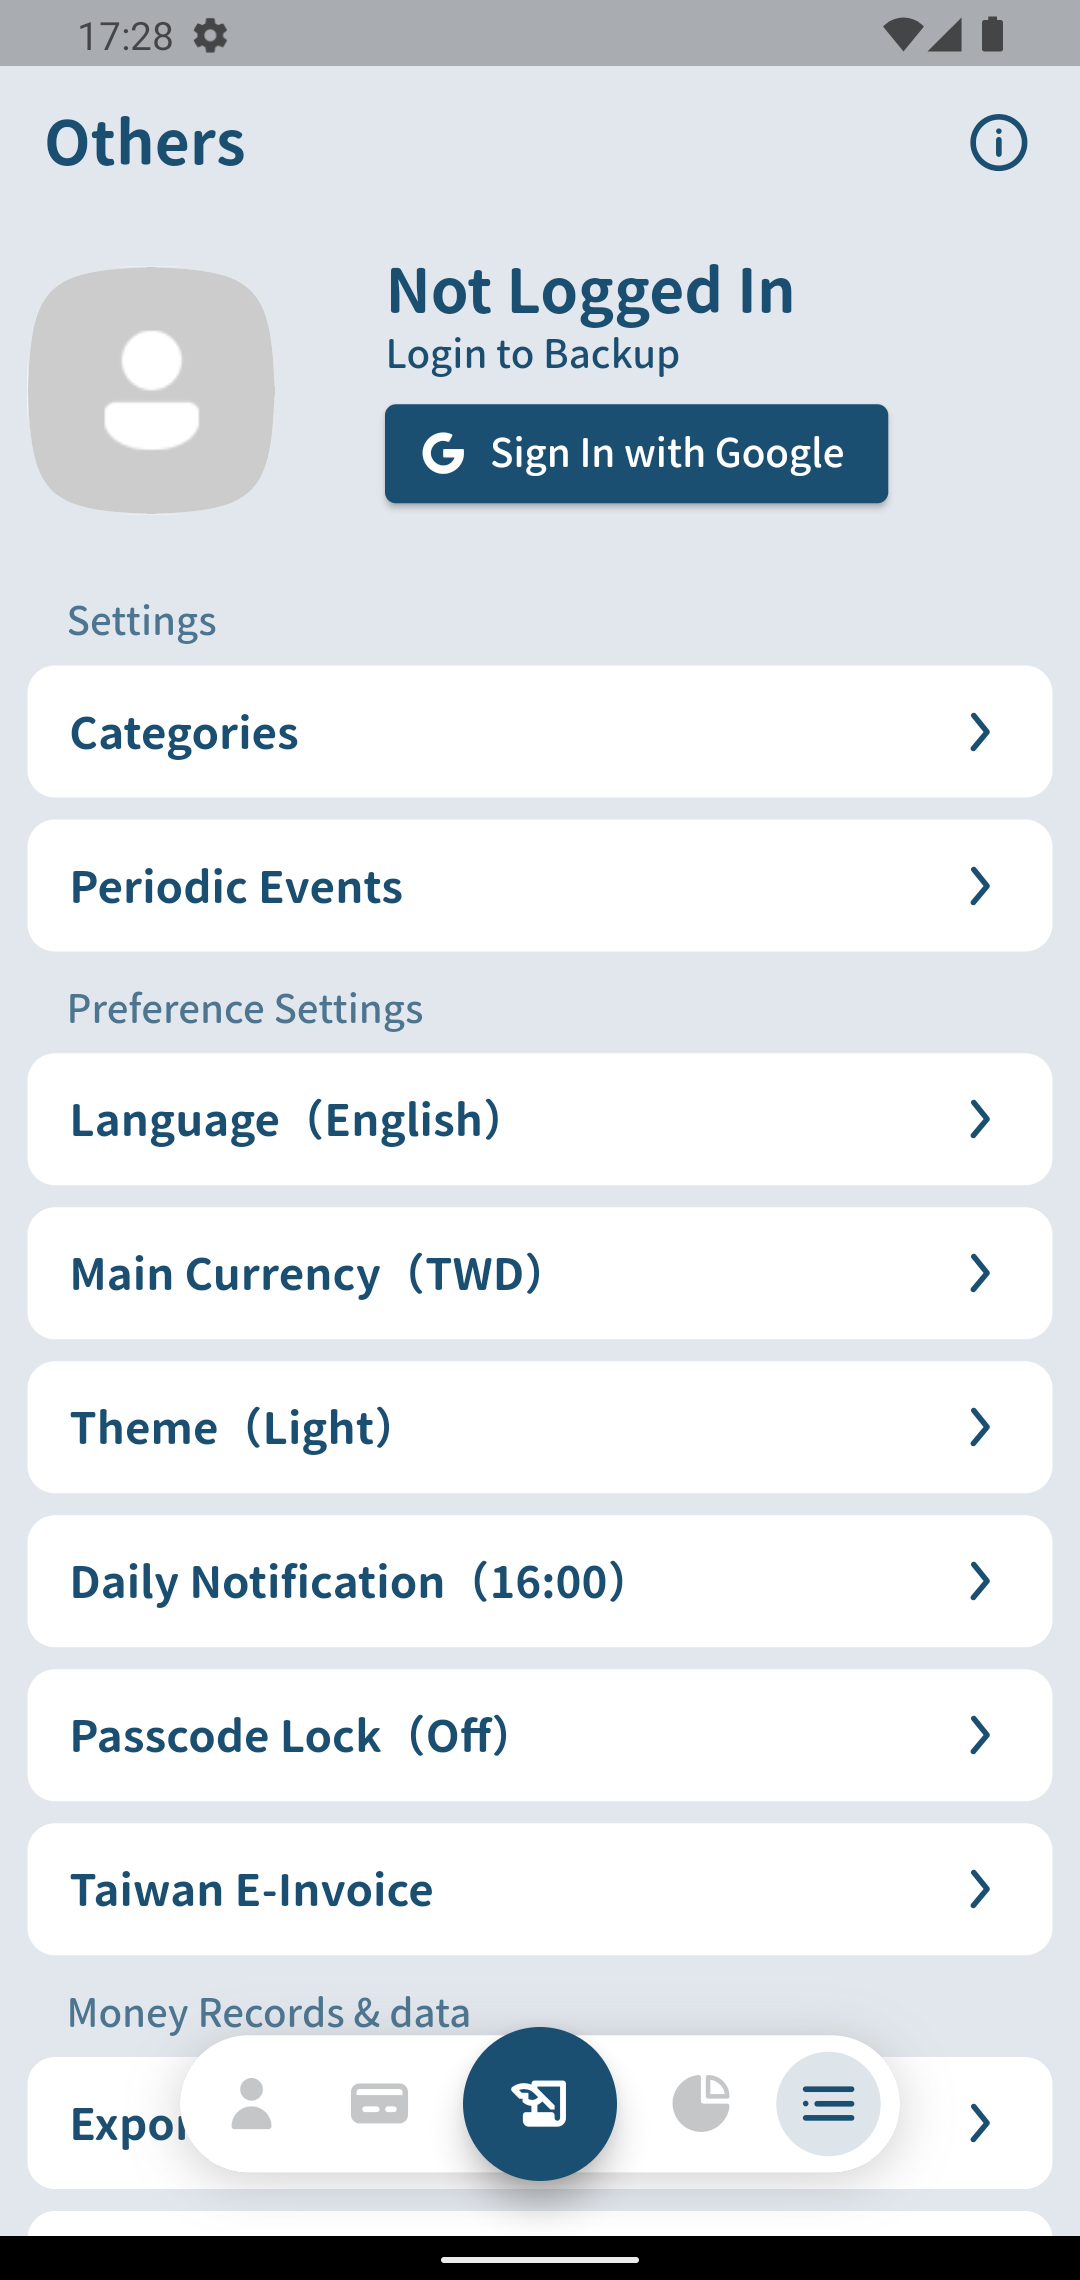 17:28
Others
Not Logged In
Login to Backup
Sign In with Google
Settings
Categories
Periodic Events
Preference Settings
Language（English）
Main Currency（TWD）
Theme（Light）
Daily Notification（16:00）
Passcode Lock（Off）
Taiwan E-Invoice
Money Records & data